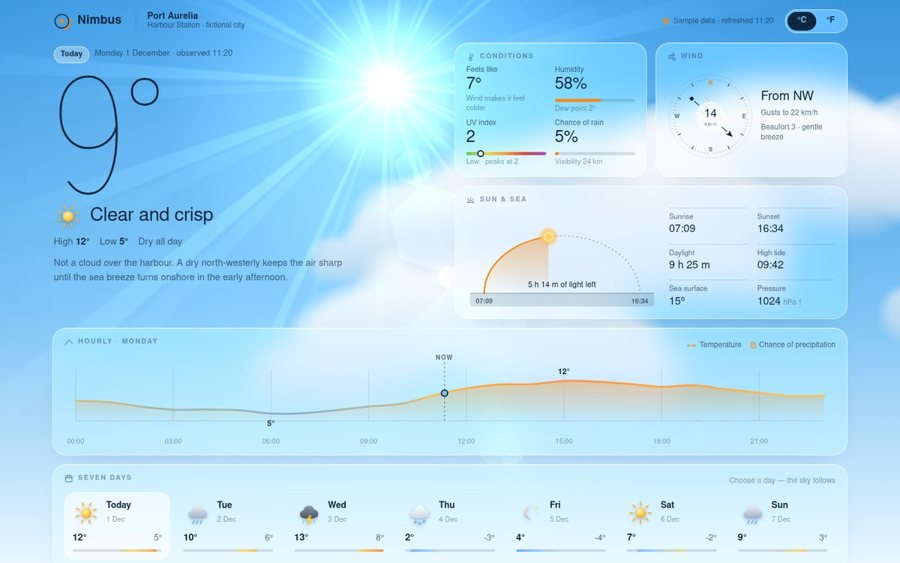 Nimbus
Port Aurelia
Harbour Station · fictional city
Sample data · refreshed 11:20
°C °F
Today Monday 1 December · observed 11:20
9°
Clear and crisp
High 12° Low 5° Dry all day
Not a cloud over the harbour. A dry north-westerly keeps the air sharp
until the sea breeze turns onshore in the early afternoon.
CONDITIONS
Feels like Humidity
7° 58%
Wind makes it feel
colder
Dew point 2°
UV index Chance of rain
2 5%
Low · peaks at 2 Visibility 24 km
WIND
N
W E
S
14
From NW
Gusts to 22 km/h
Beaufort 3 · gentle
breeze
SUN & SEA
5 h 14 m of light left
07:09 16:34
Sunrise Sunset
07:09 16:34
Daylight High tide
9 h 25 m 09:42
Sea surface Pressure
15° 1024 hPa ↑
HOURLY · MONDAY
Temperature Chance of precipitation
NOW
12°
5°
00:00 03:00 06:00 09:00 12:00 15:00 18:00 21:00
SEVEN DAYS
Choose a day — the sky follows
Today Tue Wed Thu Fri Sat Sun
1 Dec 2 Dec 3 Dec 4 Dec 5 Dec 6 Dec 7 Dec
12° 5° 10° 6° 13° 8° 2° -3° 4° -4° 7° -2° 9° 3°